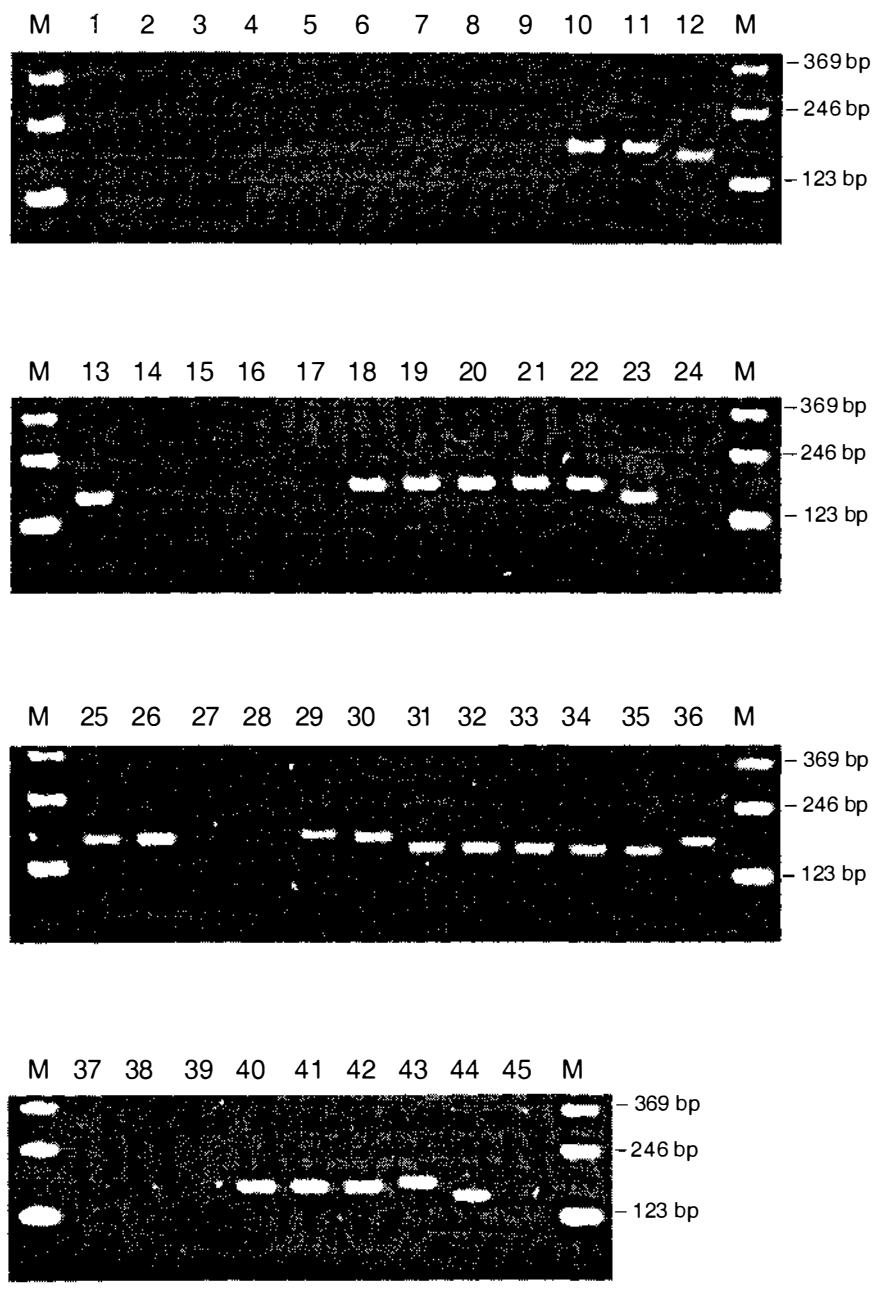 M 1 2 3 4 5 6 7 8 9 10 11 12 M
– 369 bp
– 246 bp
– 123 bp
M 13 14 15 16 17 18 19 20 21 22 23 24 M
– 369 bp
– 246 bp
– 123 bp
M 25 26 27 28 29 30 31 32 33 34 35 36 M
– 369 bp
– 246 bp
– 123 bp
M 37 38 39 40 41 42 43 44 45 M
– 369 bp
– 246 bp
– 123 bp